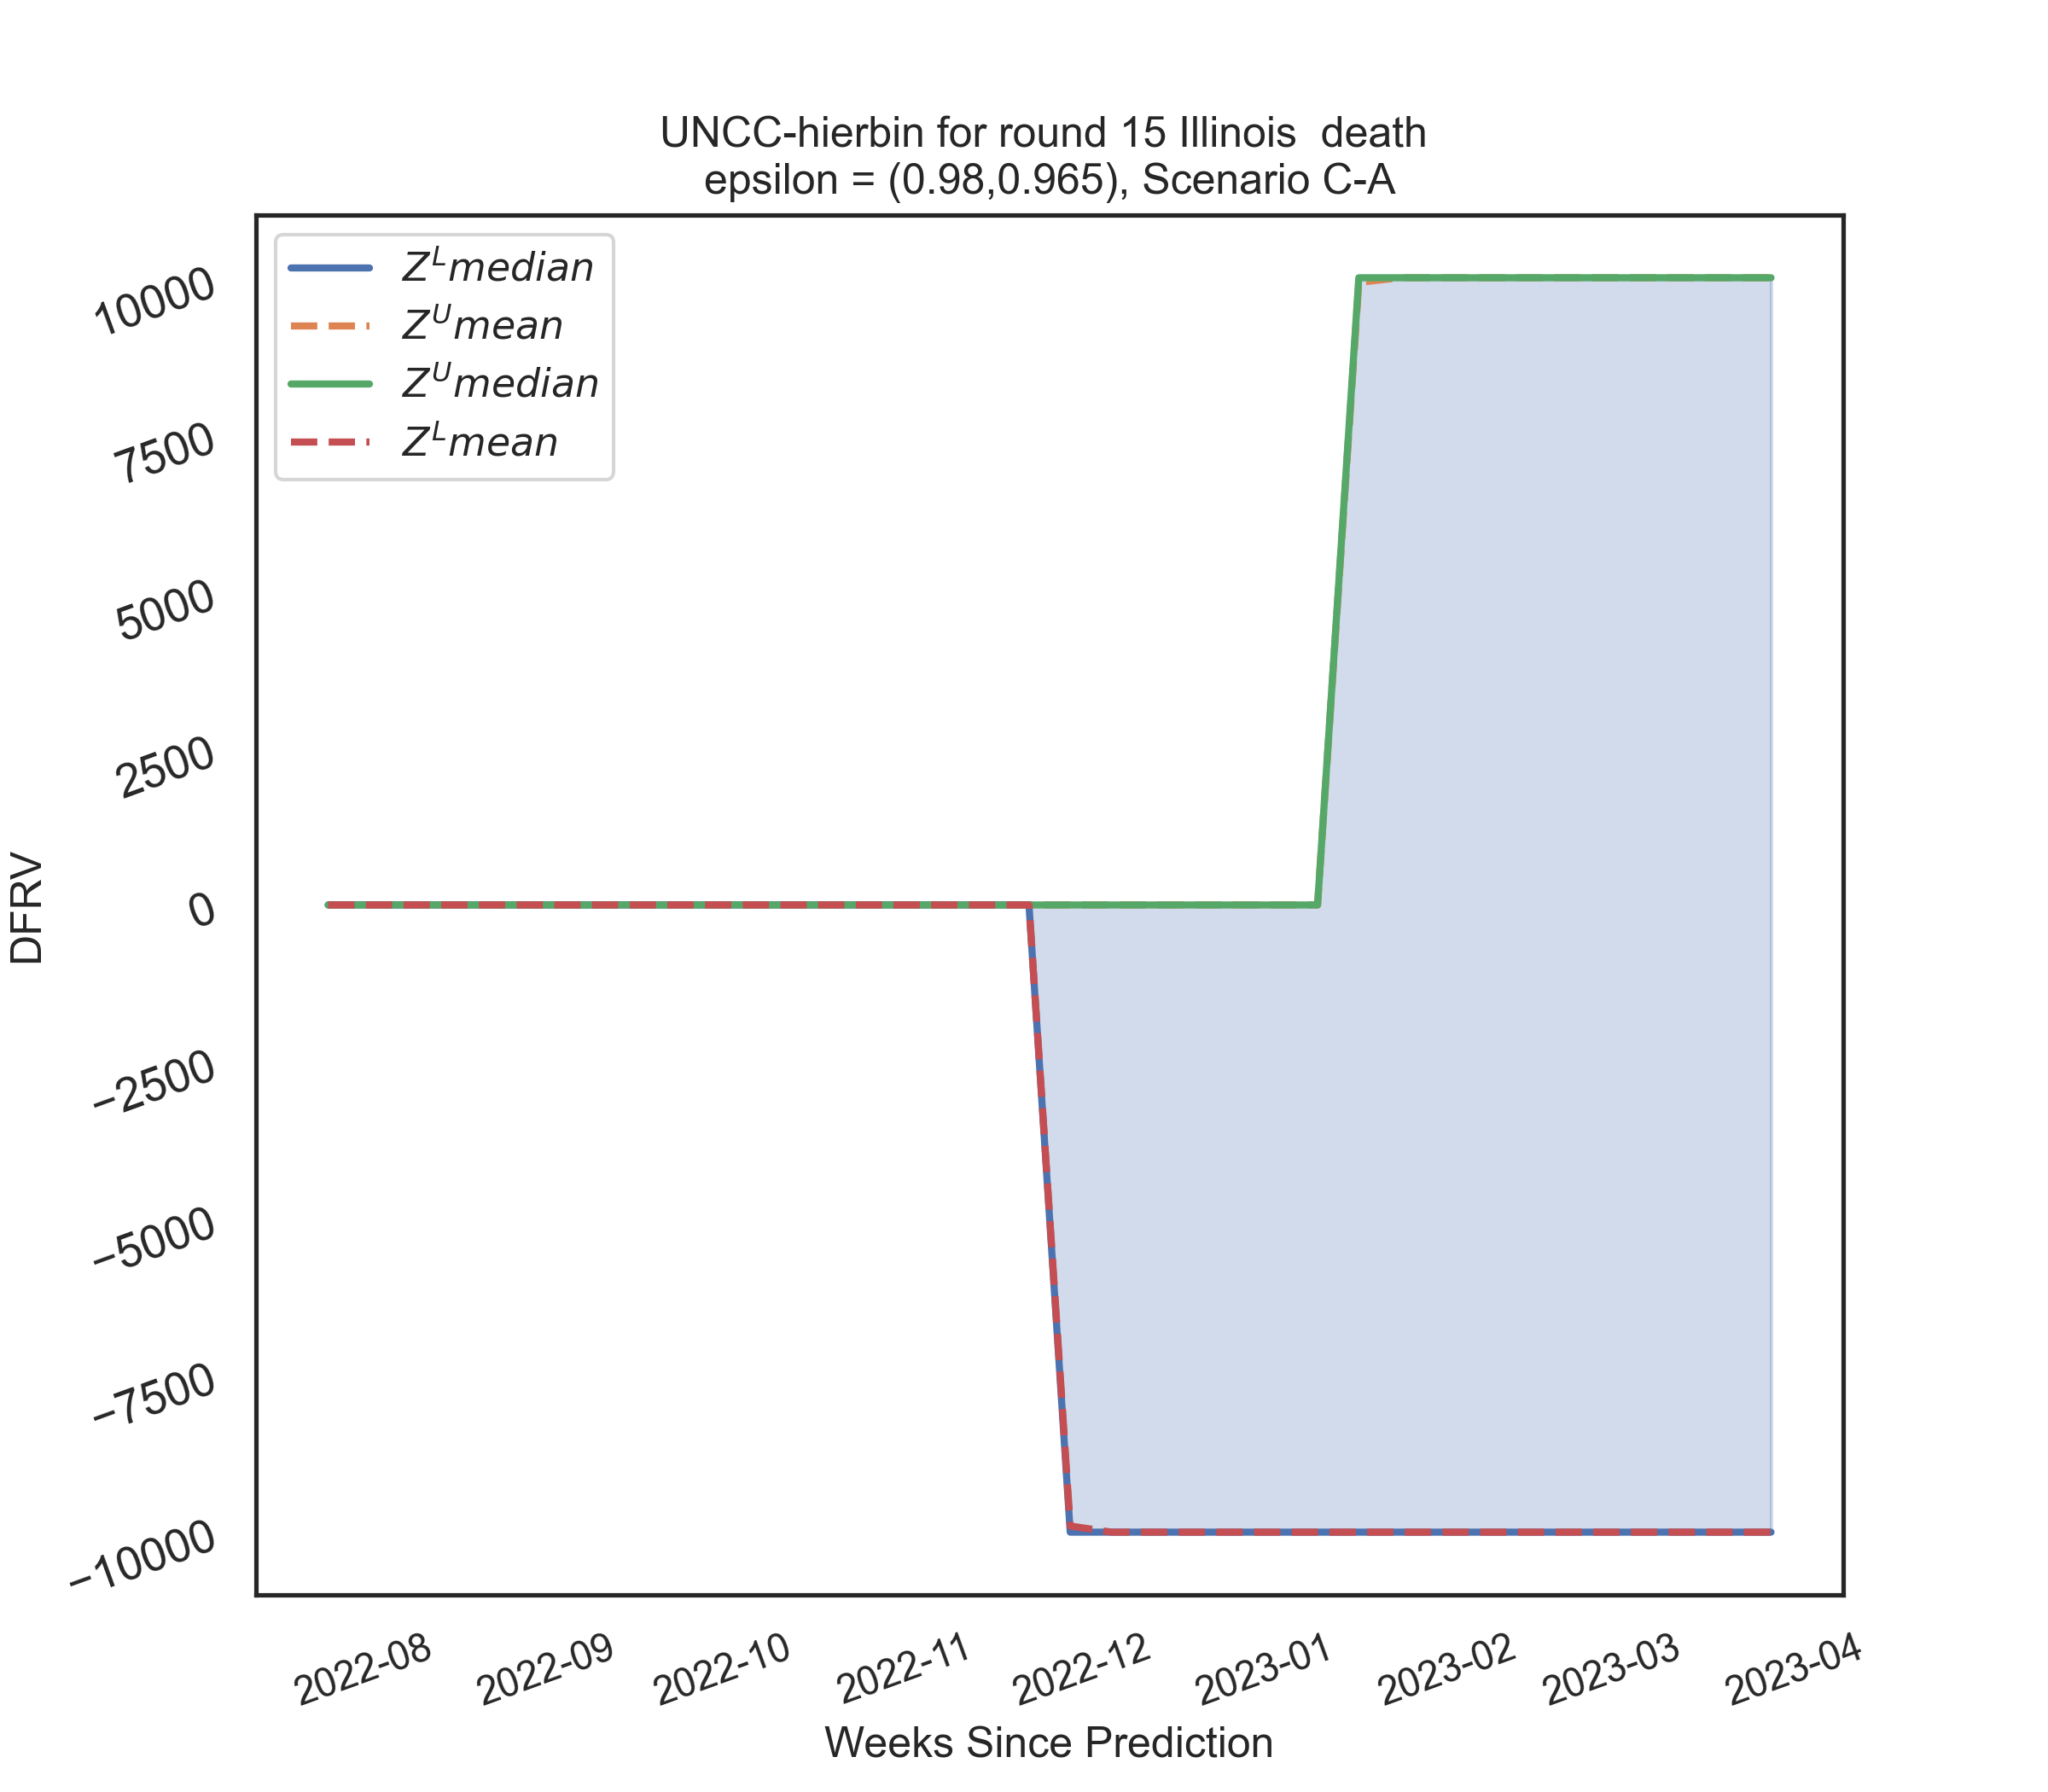 UNCC-hierbin for round 15 Illinois  death
epsilon = (0.98,0.965), Scenario C-A
Z^L median
Z^U mean
Z^U median
Z^L mean
10000
7500
5000
2500
0
−2500
−5000
−7500
−10000
DFRV
2022-08
2022-09
2022-10
2022-11
2022-12
2023-01
2023-02
2023-03
2023-04
Weeks Since Prediction